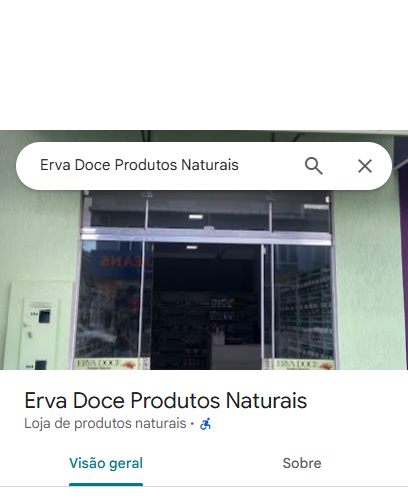 Erva Doce Produtos Naturais
JEANS
ERVA DOCE
ERVA DOCE
Erva Doce Produtos Naturais
Loja de produtos naturais ·
Visão geral
Sobre